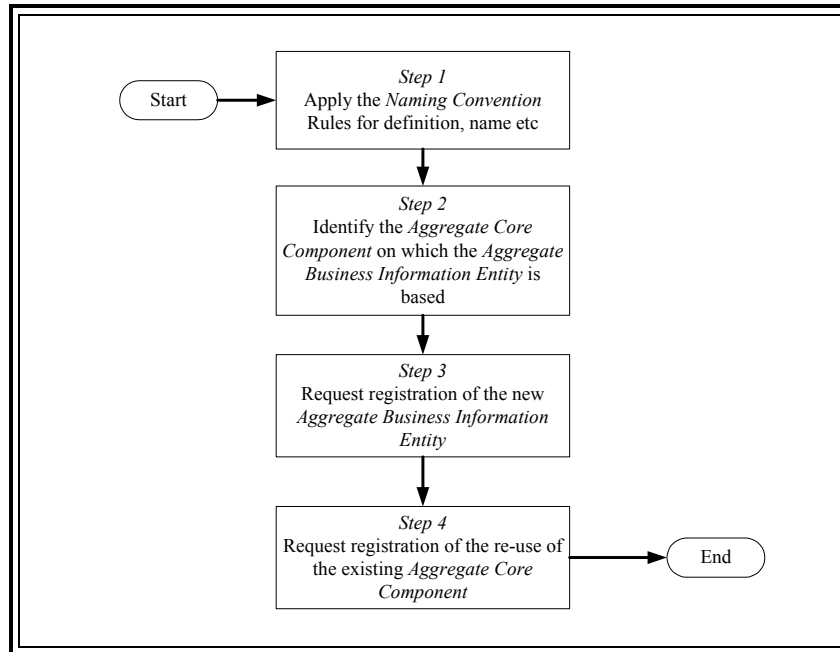 Start
Step 1
Apply the Naming Convention
Rules for definition, name etc
Step 2
Identify the Aggregate Core
Component on which the Aggregate
Business Information Entity is
based
Step 3
Request registration of the new
Aggregate Business Information
Entity
Step 4
Request registration of the re-use of
the existing Aggregate Core
Component
End